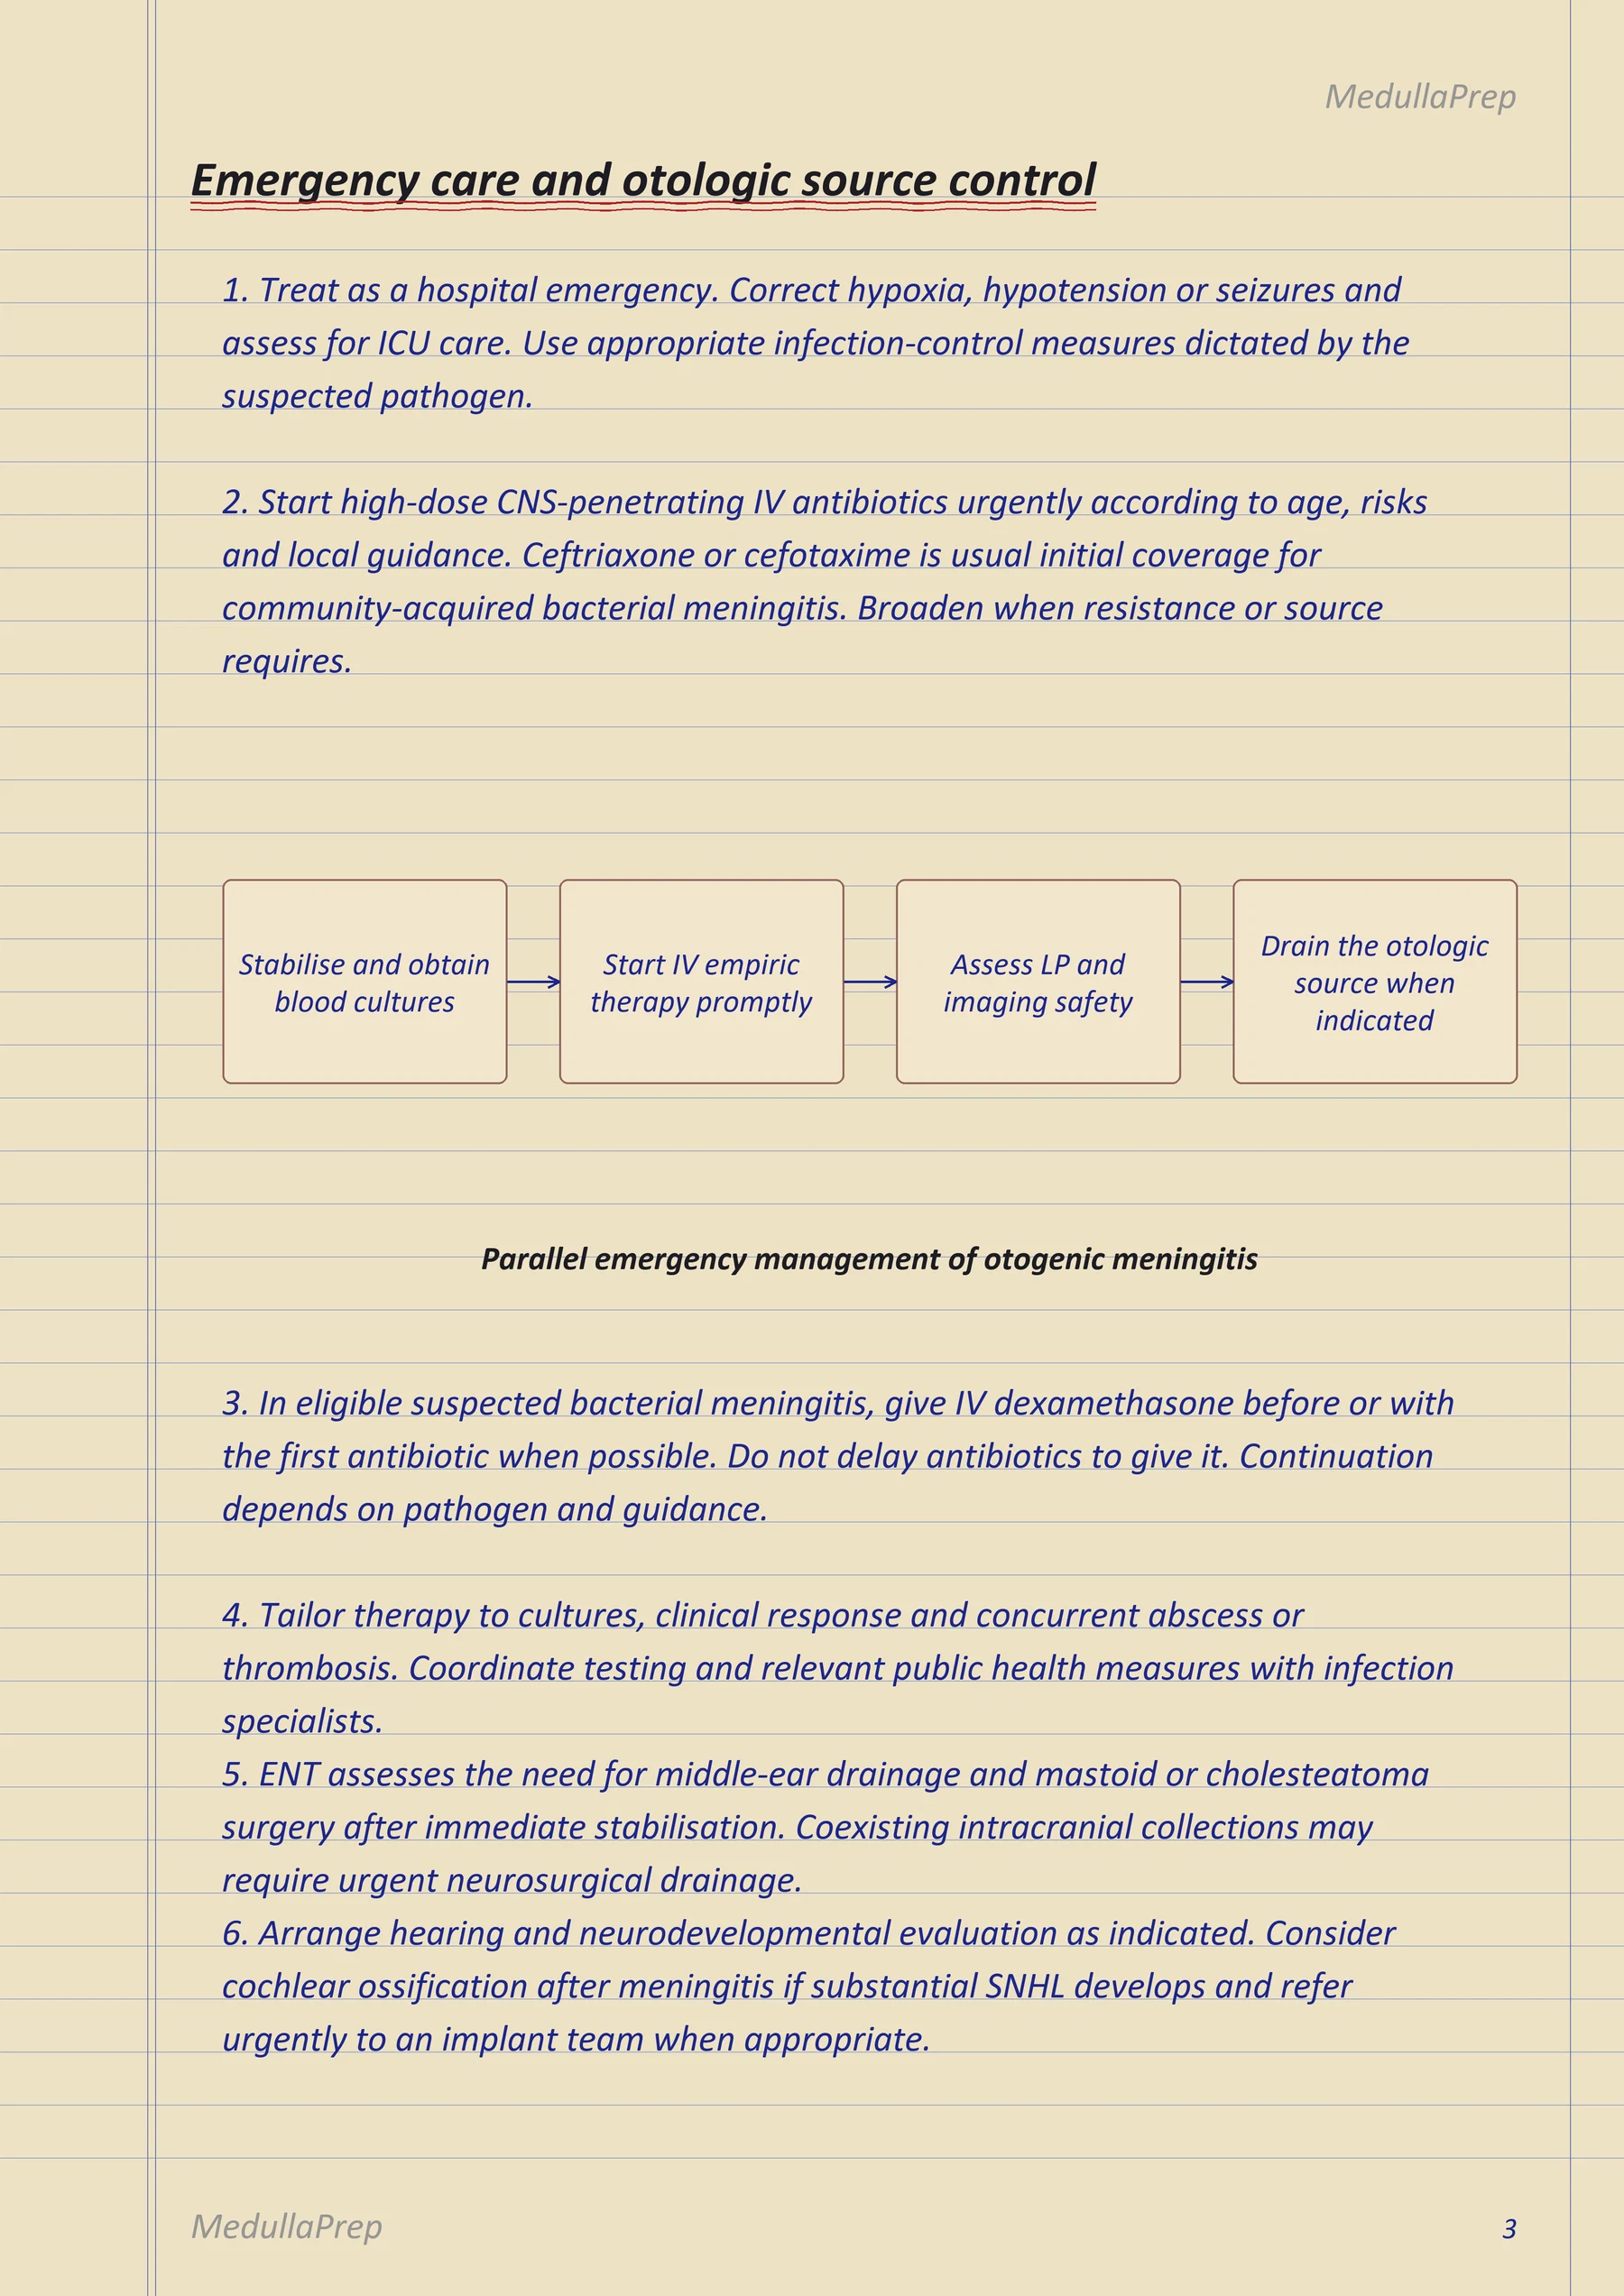 MedullaPrep
Emergency care and otologic source control
1. Treat as a hospital emergency. Correct hypoxia, hypotension or seizures and
assess for ICU care. Use appropriate infection-control measures dictated by the
suspected pathogen.
2. Start high-dose CNS-penetrating IV antibiotics urgently according to age, risks
and local guidance. Ceftriaxone or cefotaxime is usual initial coverage for
community-acquired bacterial meningitis. Broaden when resistance or source
requires.
Stabilise and obtain
blood cultures
Start IV empiric
therapy promptly
Assess LP and
imaging safety
Drain the otologic
source when
indicated
Parallel emergency management of otogenic meningitis
3. In eligible suspected bacterial meningitis, give IV dexamethasone before or with
the first antibiotic when possible. Do not delay antibiotics to give it. Continuation
depends on pathogen and guidance.
4. Tailor therapy to cultures, clinical response and concurrent abscess or
thrombosis. Coordinate testing and relevant public health measures with infection
specialists.
5. ENT assesses the need for middle-ear drainage and mastoid or cholesteatoma
surgery after immediate stabilisation. Coexisting intracranial collections may
require urgent neurosurgical drainage.
6. Arrange hearing and neurodevelopmental evaluation as indicated. Consider
cochlear ossification after meningitis if substantial SNHL develops and refer
urgently to an implant team when appropriate.
MedullaPrep
3